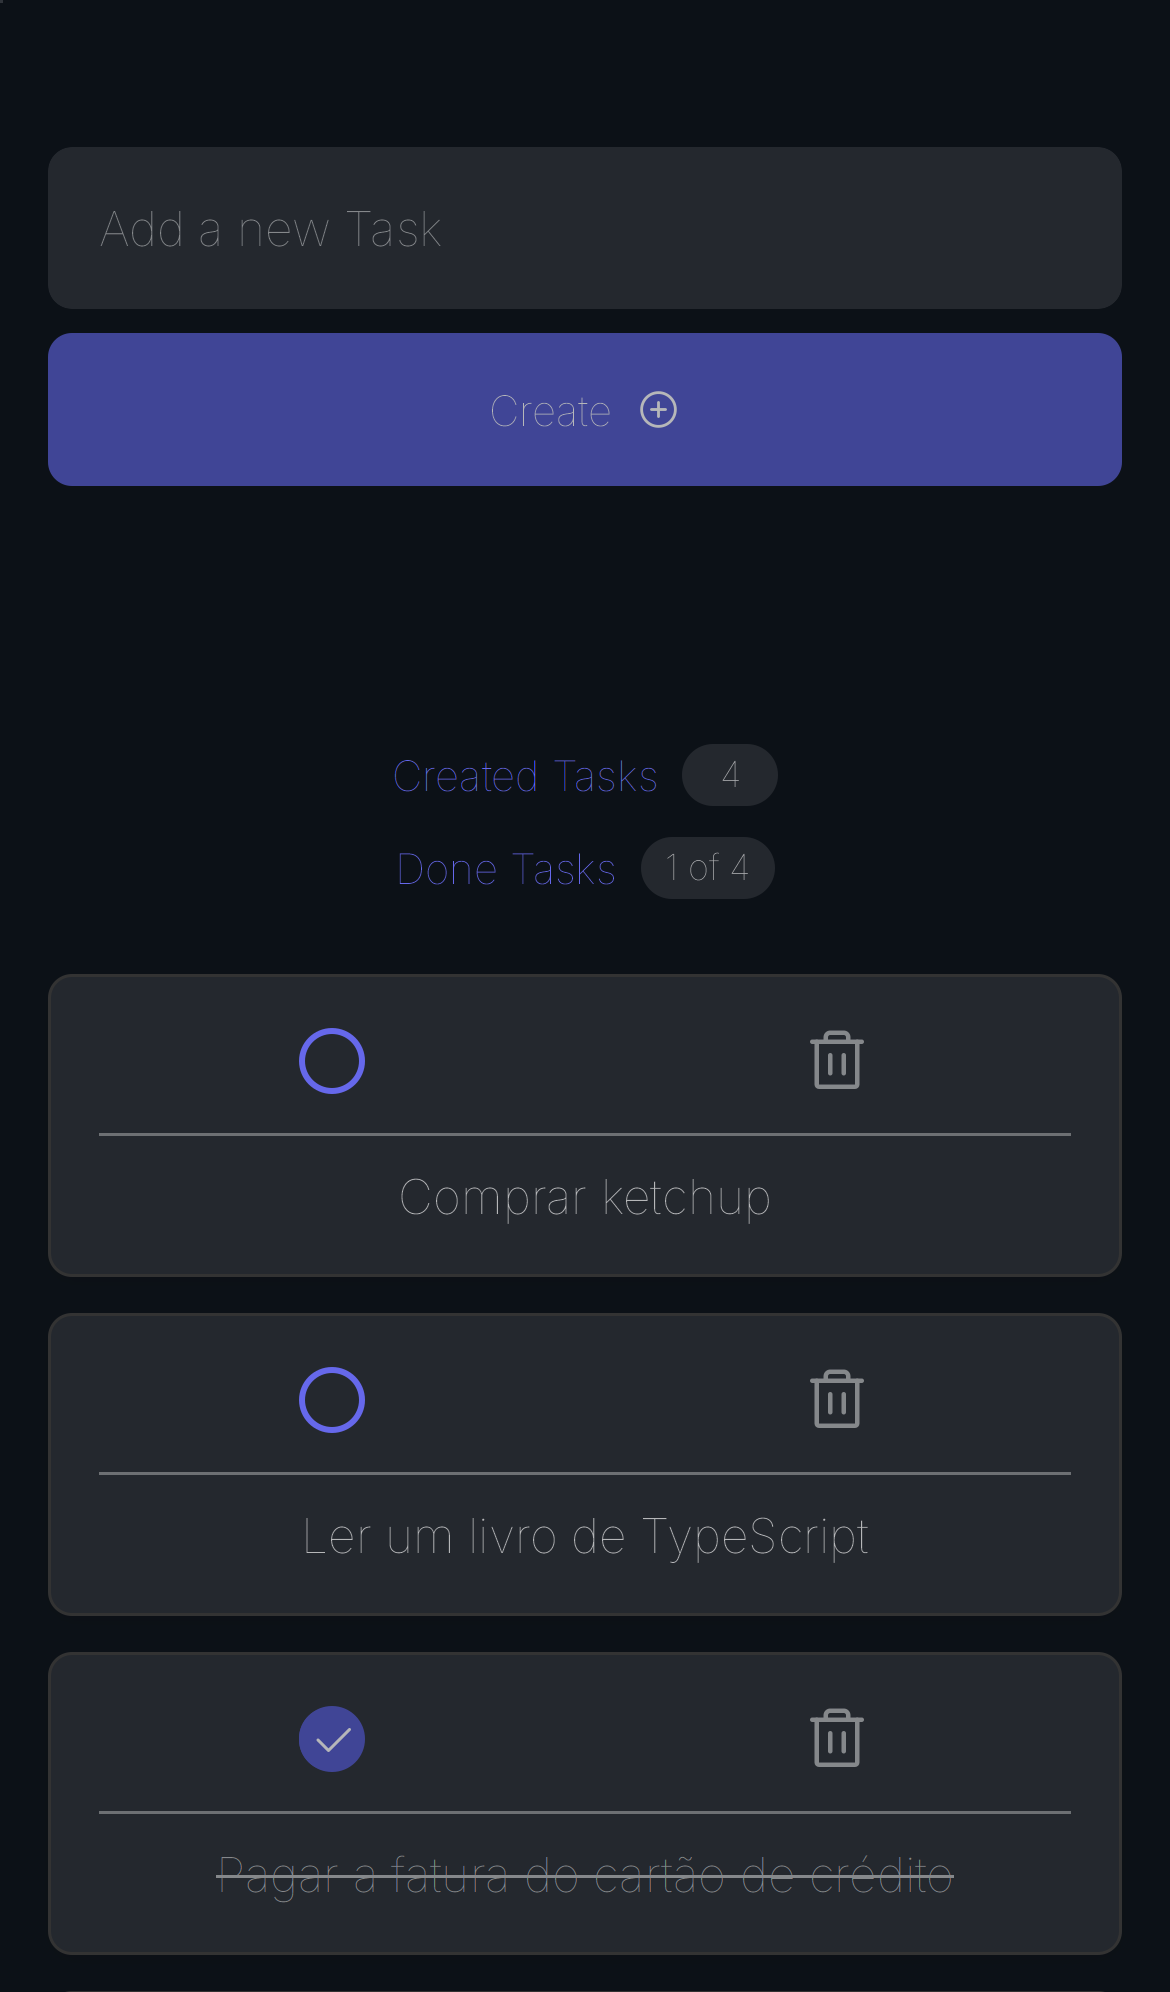 Add a new Task
Create
Created Tasks 4
Done Tasks 1 of 4
Comprar ketchup
Ler um livro de TypeScript
Pagar a fatura do cartão de crédito